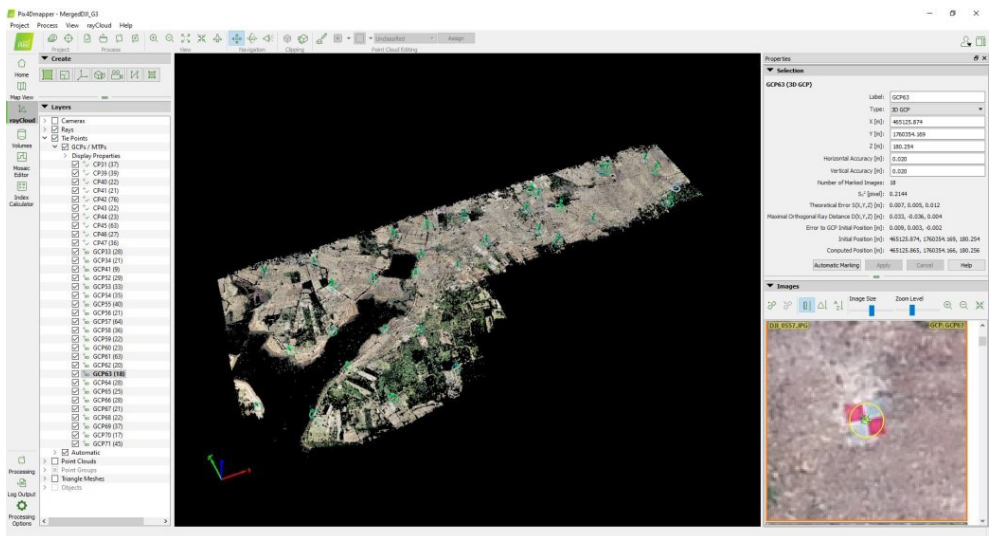 Pix4Dmapper - MergedDJI_G3
Project Process View rayCloud Help
Unclassified
Assign
Project
Process
View
Navigation
Clipping
Point Cloud Editing
Home
Map View
rayCloud
Volumes
Mosaic
Editor
Index
Calculator
Processing
Log Output
Processing
Options
Create
Layers
Cameras
Rays
Tie Points
GCPs / MTPs
Display Properties
CP31 (37)
CP39 (39)
CP40 (22)
CP41 (21)
CP42 (76)
CP43 (22)
CP44 (23)
CP45 (63)
CP46 (27)
CP47 (36)
GCP34 (21)
GCP41 (9)
GCP52 (29)
GCP53 (33)
GCP54 (35)
GCP55 (40)
GCP56 (21)
GCP57 (64)
GCP58 (36)
GCP59 (22)
GCP60 (23)
GCP61 (63)
GCP62 (20)
GCP63 (18)
GCP64 (28)
GCP65 (25)
GCP66 (28)
GCP67 (21)
GCP68 (22)
GCP69 (37)
GCP70 (17)
GCP71 (45)
Automatic
Point Clouds
Point Groups
Triangle Meshes
Objects
Properties
Selection
GCP63 (3D GCP)
Label: GCP63
Type: 3D GCP
X [m]: 465125.874
Y [m]: 1760354.169
Z [m]: 180.254
Horizontal Accuracy [m]: 0.020
Vertical Accuracy [m]: 0.020
Number of Marked Images: 18
S₀² [pixel]: 0.2144
Theoretical Error S(X,Y,Z) [m]: 0.007, 0.005, 0.012
Maximal Orthogonal Ray Distance D(X,Y,Z) [m]: 0.033, -0.036, 0.004
Error to GCP Initial Position [m]: 0.009, 0.003, -0.002
Initial Position [m]: 465125.874, 1760354.169, 180.254
Computed Position [m]: 465125.865, 1760354.166, 180.256
Automatic Marking Apply Cancel Help
Images
Image Size Zoom Level
DJI_0557.JPG GCP: GCP63